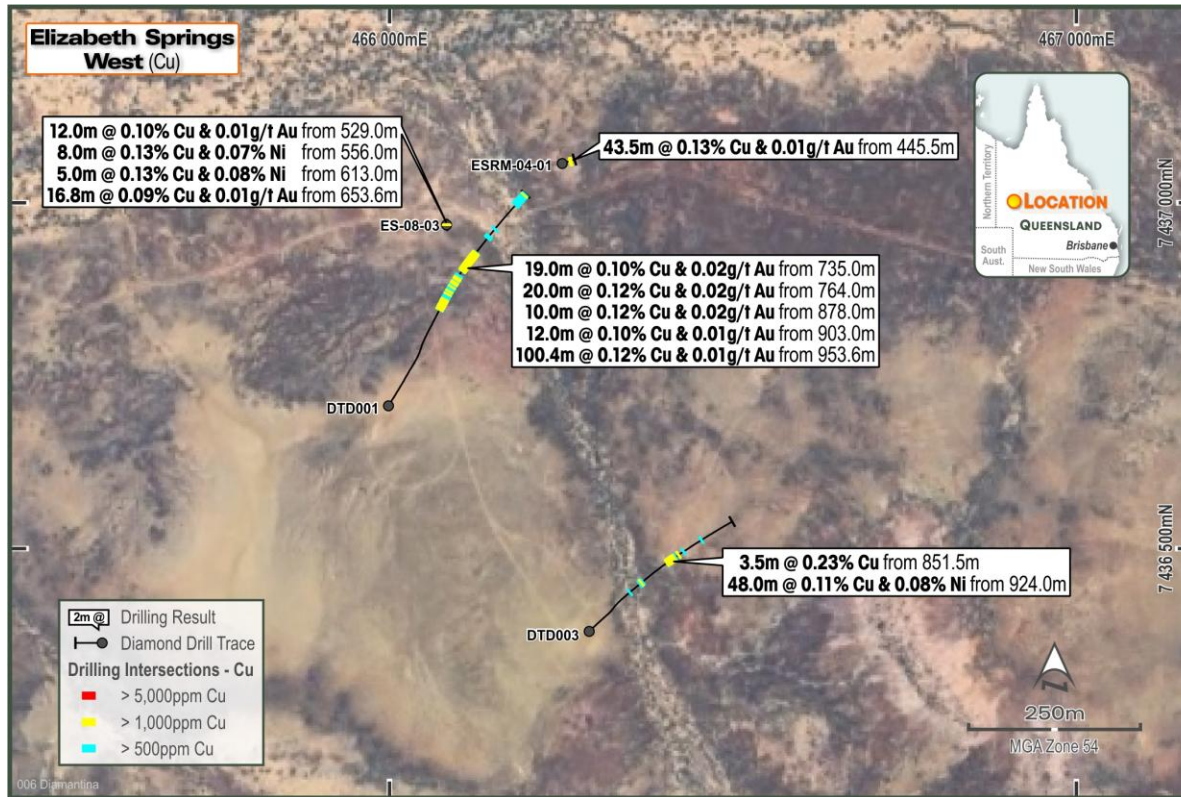 Elizabeth Springs
West (Cu)
466 000mE
467 000mE
12.0m @ 0.10% Cu & 0.01g/t Au from 529.0m
8.0m @ 0.13% Cu & 0.07% Ni from 556.0m
5.0m @ 0.13% Cu & 0.08% Ni from 613.0m
16.8m @ 0.09% Cu & 0.01g/t Au from 653.6m
ESRM-04-01
43.5m @ 0.13% Cu & 0.01g/t Au from 445.5m
ES-08-03
Northern Territory
LOCATION
QUEENSLAND
Brisbane
South
Aust.
New South Wales
7 437 000mN
19.0m @ 0.10% Cu & 0.02g/t Au from 735.0m
20.0m @ 0.12% Cu & 0.02g/t Au from 764.0m
10.0m @ 0.12% Cu & 0.02g/t Au from 878.0m
12.0m @ 0.10% Cu & 0.01g/t Au from 903.0m
100.4m @ 0.12% Cu & 0.01g/t Au from 953.6m
DTD001
3.5m @ 0.23% Cu from 851.5m
48.0m @ 0.11% Cu & 0.08% Ni from 924.0m
7 436 500mN
DTD003
2m @ Drilling Result
Diamond Drill Trace
Drilling Intersections - Cu
> 5,000ppm Cu
> 1,000ppm Cu
> 500ppm Cu
250m
MGA Zone 54
006 Diamantina